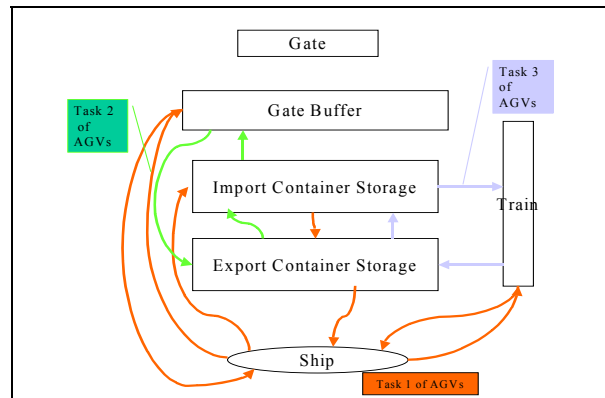 Gate
Task 3
of
AGVs
Task 2
of
AGVs
Gate Buffer
Import Container Storage
Train
Export Container Storage
Ship
Task 1 of AGVs